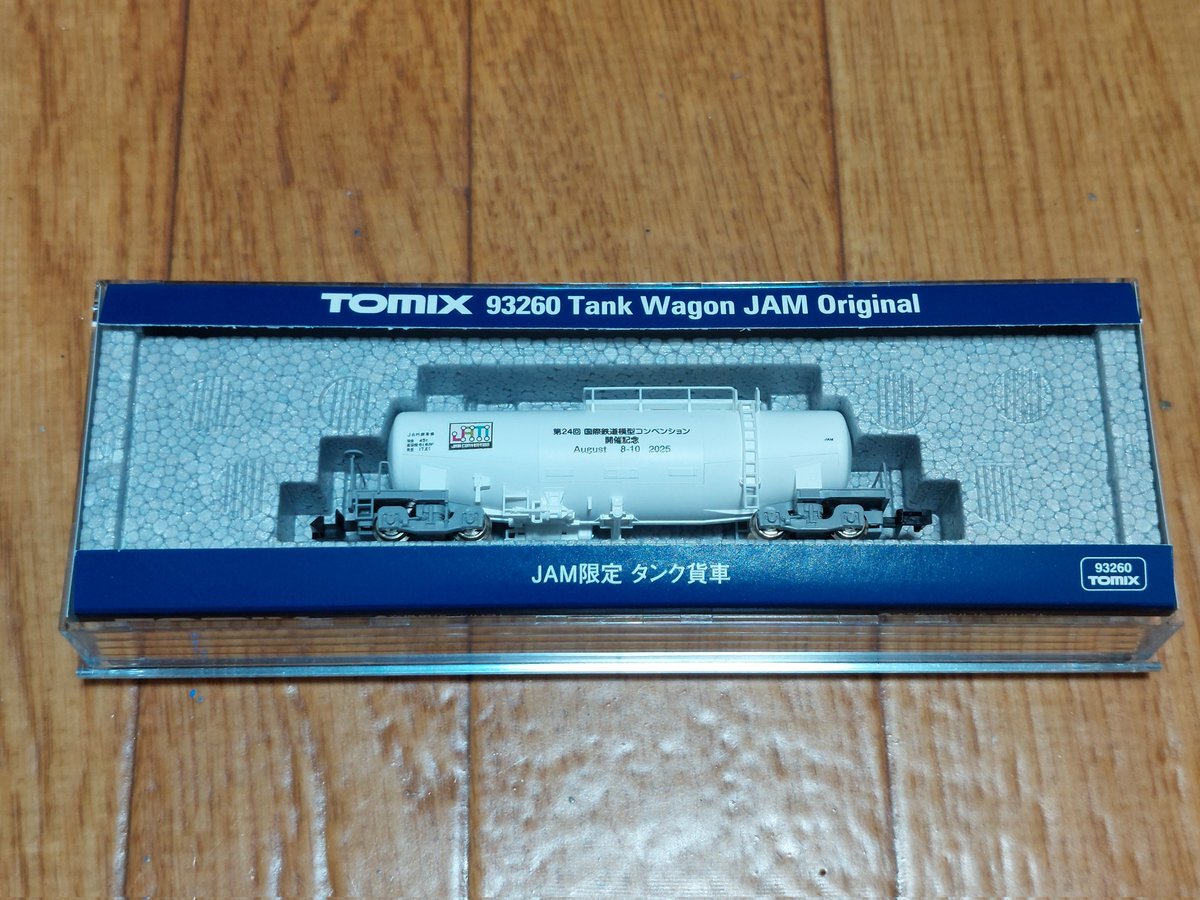 TOMIX 93260 Tank Wagon JAM Original
第24回 国際鉄道模型コンベンション
開催記念
August 8-10 2025
JAM
JAM限定 タンク貨車
93260
TOMIX